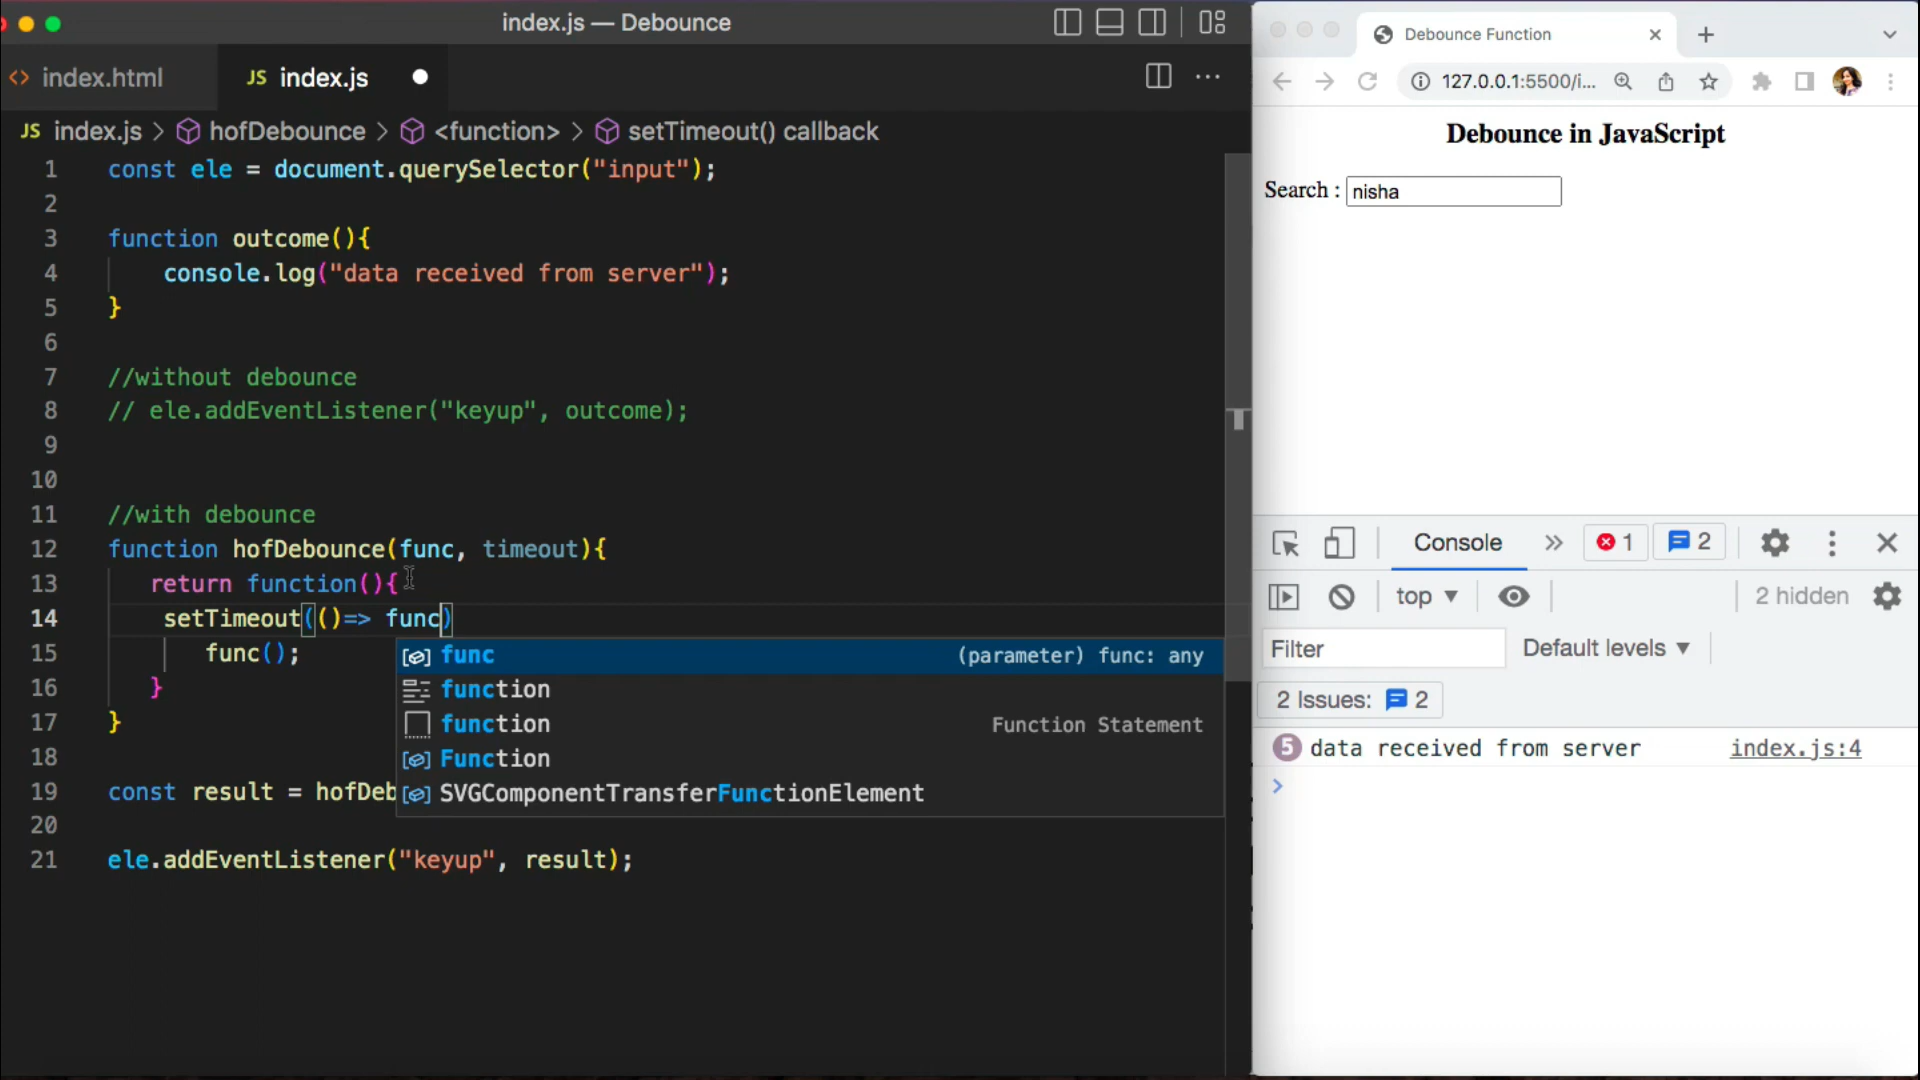 index.js — Debounce
index.html
JS index.js
JS index.js > hofDebounce > <function> > setTimeout() callback
1 const ele = document.querySelector("input");
2
3 function outcome(){
4 console.log("data received from server");
5 }
6
7 //without debounce
8 // ele.addEventListener("keyup", outcome);
9
10
11 //with debounce
12 function hofDebounce(func, timeout){
13 return function(){
14 setTimeout(()=> func)
15 func();
16 }
17 }
18
19 const result = hofDeb
20
21 ele.addEventListener("keyup", result);
func (parameter) func: any
function
function Function Statement
Function
SVGComponentTransferFunctionElement
Debounce Function
127.0.0.1:5500/i...
Debounce in JavaScript
Search : nisha
Console » 1 2
top ▼ 2 hidden
Filter Default levels ▼
2 Issues: 2
5 data received from server index.js:4
>